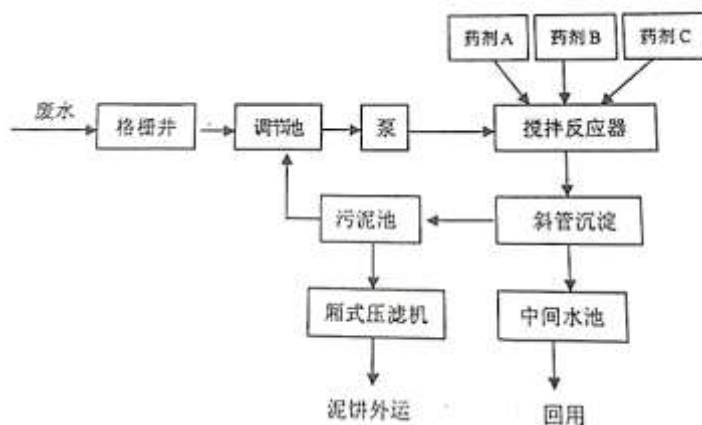 药剂A 药剂B 药剂C
废水
格栅井 调节池 泵 搅拌反应器
污泥池 斜管沉淀
厢式压滤机 中间水池
泥饼外运 回用